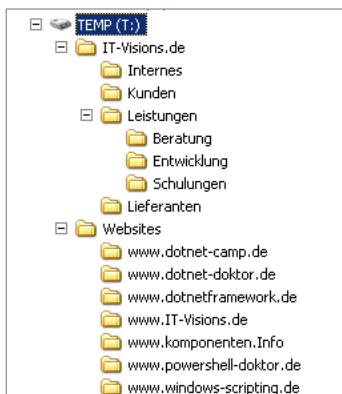 TEMP (T:)
IT-Visions.de
Internes
Kunden
Leistungen
Beratung
Entwicklung
Schulungen
Lieferanten
Websites
www.dotnet-camp.de
www.dotnet-doktor.de
www.dotnetframework.de
www.IT-Visions.de
www.komponenten.Info
www.powershell-doktor.de
www.windows-scripting.de